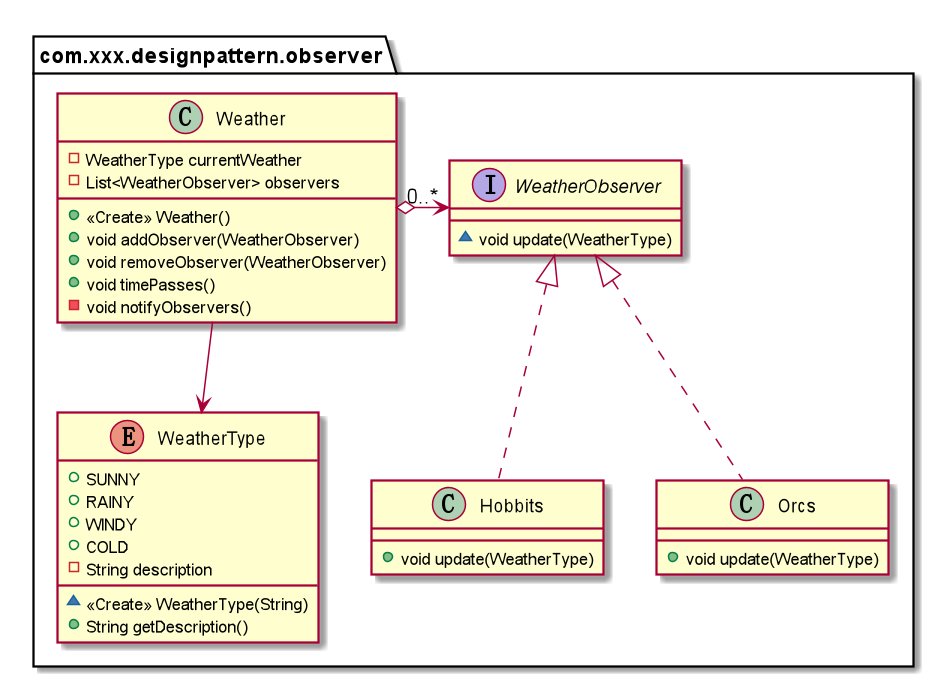 com.xxx.designpattern.observer
C Weather
WeatherType currentWeather
List<WeatherObserver> observers
«Create» Weather()
void addObserver(WeatherObserver)
void removeObserver(WeatherObserver)
void timePasses()
void notifyObservers()
0..*
I WeatherObserver
void update(WeatherType)
E WeatherType
SUNNY
RAINY
WINDY
COLD
String description
«Create» WeatherType(String)
String getDescription()
C Hobbits
void update(WeatherType)
C Orcs
void update(WeatherType)